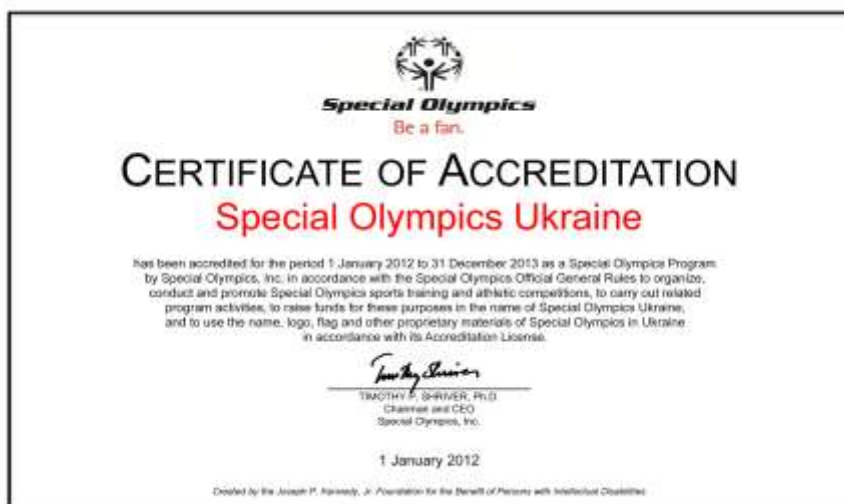 Special Olympics
Be a fan.
CERTIFICATE OF ACCREDITATION
Special Olympics Ukraine
has been accredited for the period 1 January 2012 to 31 December 2013 as a Special Olympics Program
by Special Olympics, Inc. in accordance with the Special Olympics Official General Rules to organize,
conduct and promote Special Olympics sports training and athletic competitions, to carry out related
program activities, to raise funds for these purposes in the name of Special Olympics Ukraine,
and to use the name, logo, flag and other proprietary materials of Special Olympics in Ukraine
in accordance with its Accreditation License.
Timothy Shriver
TIMOTHY P. SHRIVER, Ph.D.
Chairman and CEO
Special Olympics, Inc.
1 January 2012
Created by the Joseph P. Kennedy, Jr. Foundation for the Benefit of Persons with Intellectual Disabilities